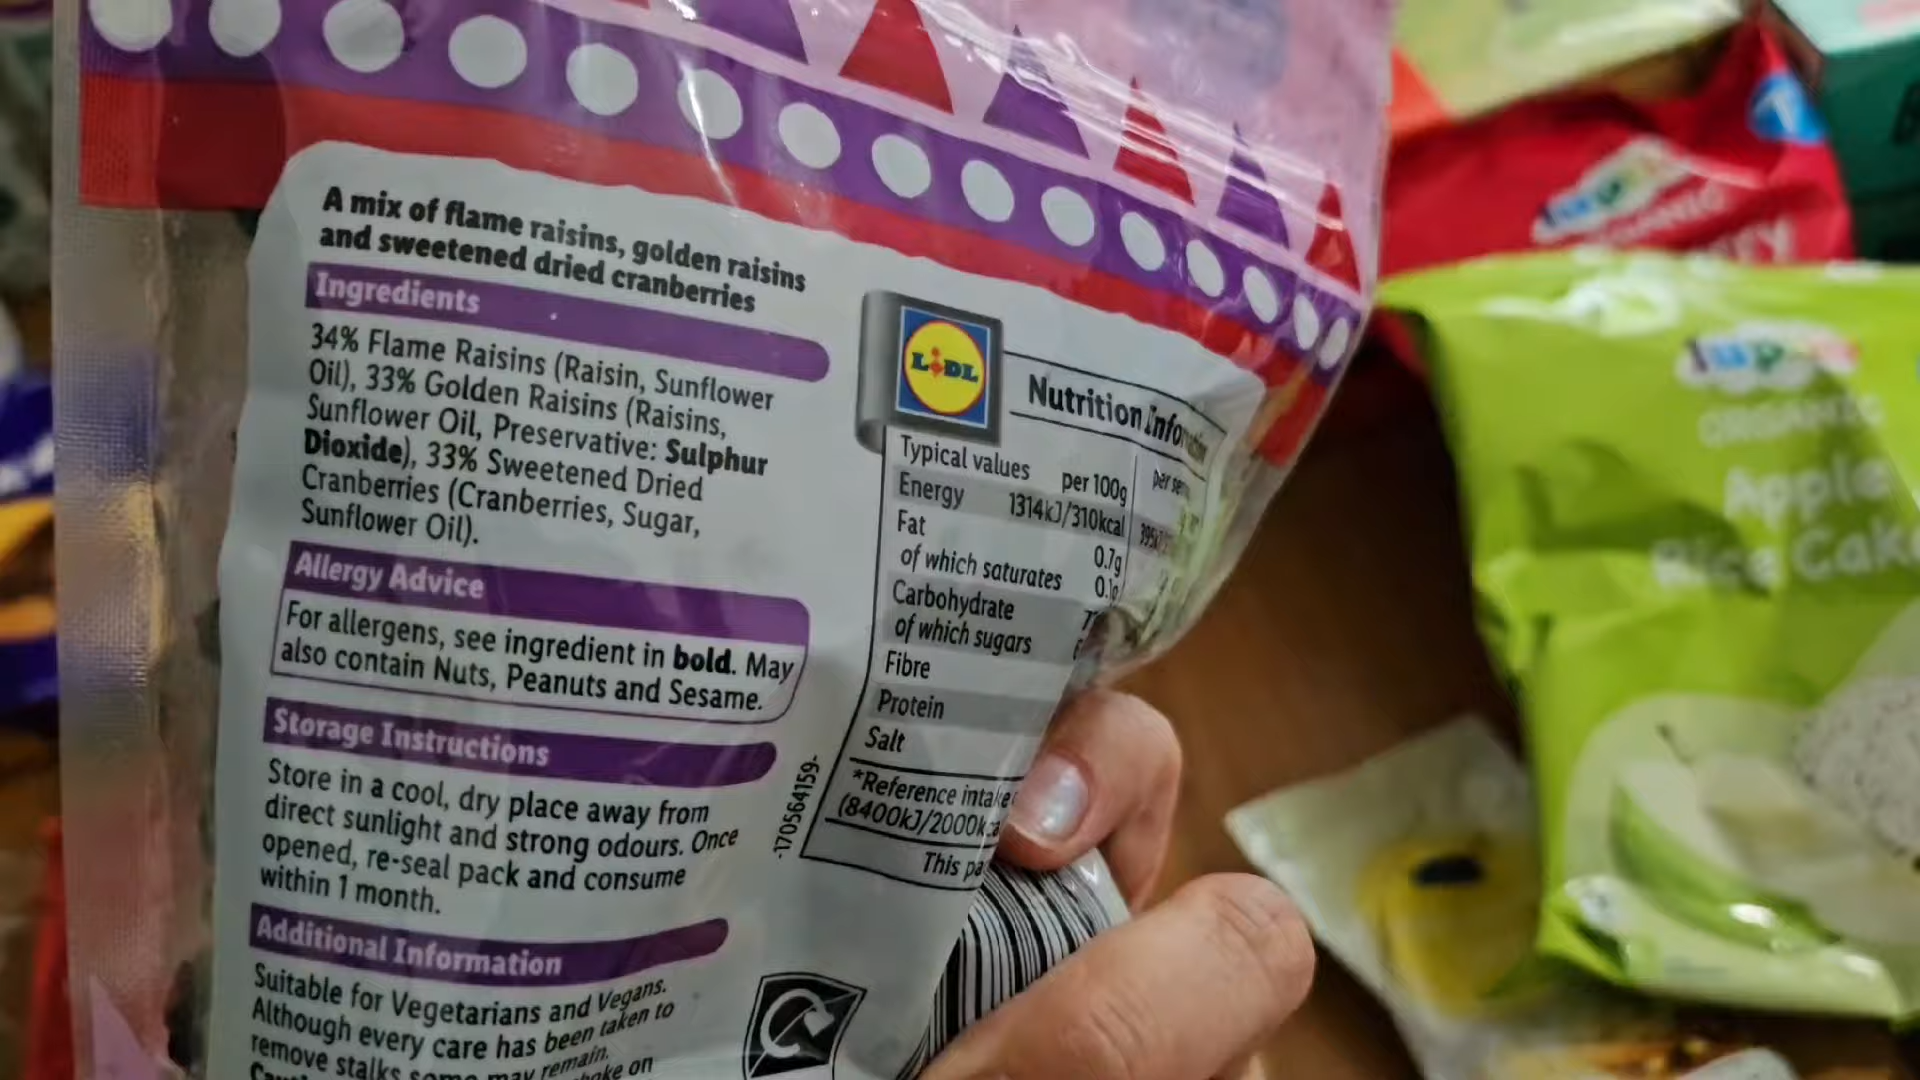 A mix of flame raisins, golden raisins
and sweetened dried cranberries
Ingredients
34% Flame Raisins (Raisin, Sunflower
Oil), 33% Golden Raisins (Raisins,
Sunflower Oil, Preservative: Sulphur
Dioxide), 33% Sweetened Dried
Cranberries (Cranberries, Sugar,
Sunflower Oil).
Allergy Advice
For allergens, see ingredient in bold. May
also contain Nuts, Peanuts and Sesame.
Storage Instructions
Store in a cool, dry place away from
direct sunlight and strong odours. Once
opened, re-seal pack and consume
within 1 month.
Additional Information
Suitable for Vegetarians and Vegans.
Although every care has been taken to
remove stalks some may remain.
on
LIDL
Nutrition
Typical values per 100g per
Energy 1314kJ/310kcal
Fat 0.7g
of which saturates
Carbohydrate
of which sugars
Fibre
Protein
Salt
*Reference intake
(8400kJ/2000k
This
-170564159-
ORGANIC
Apple
Rice